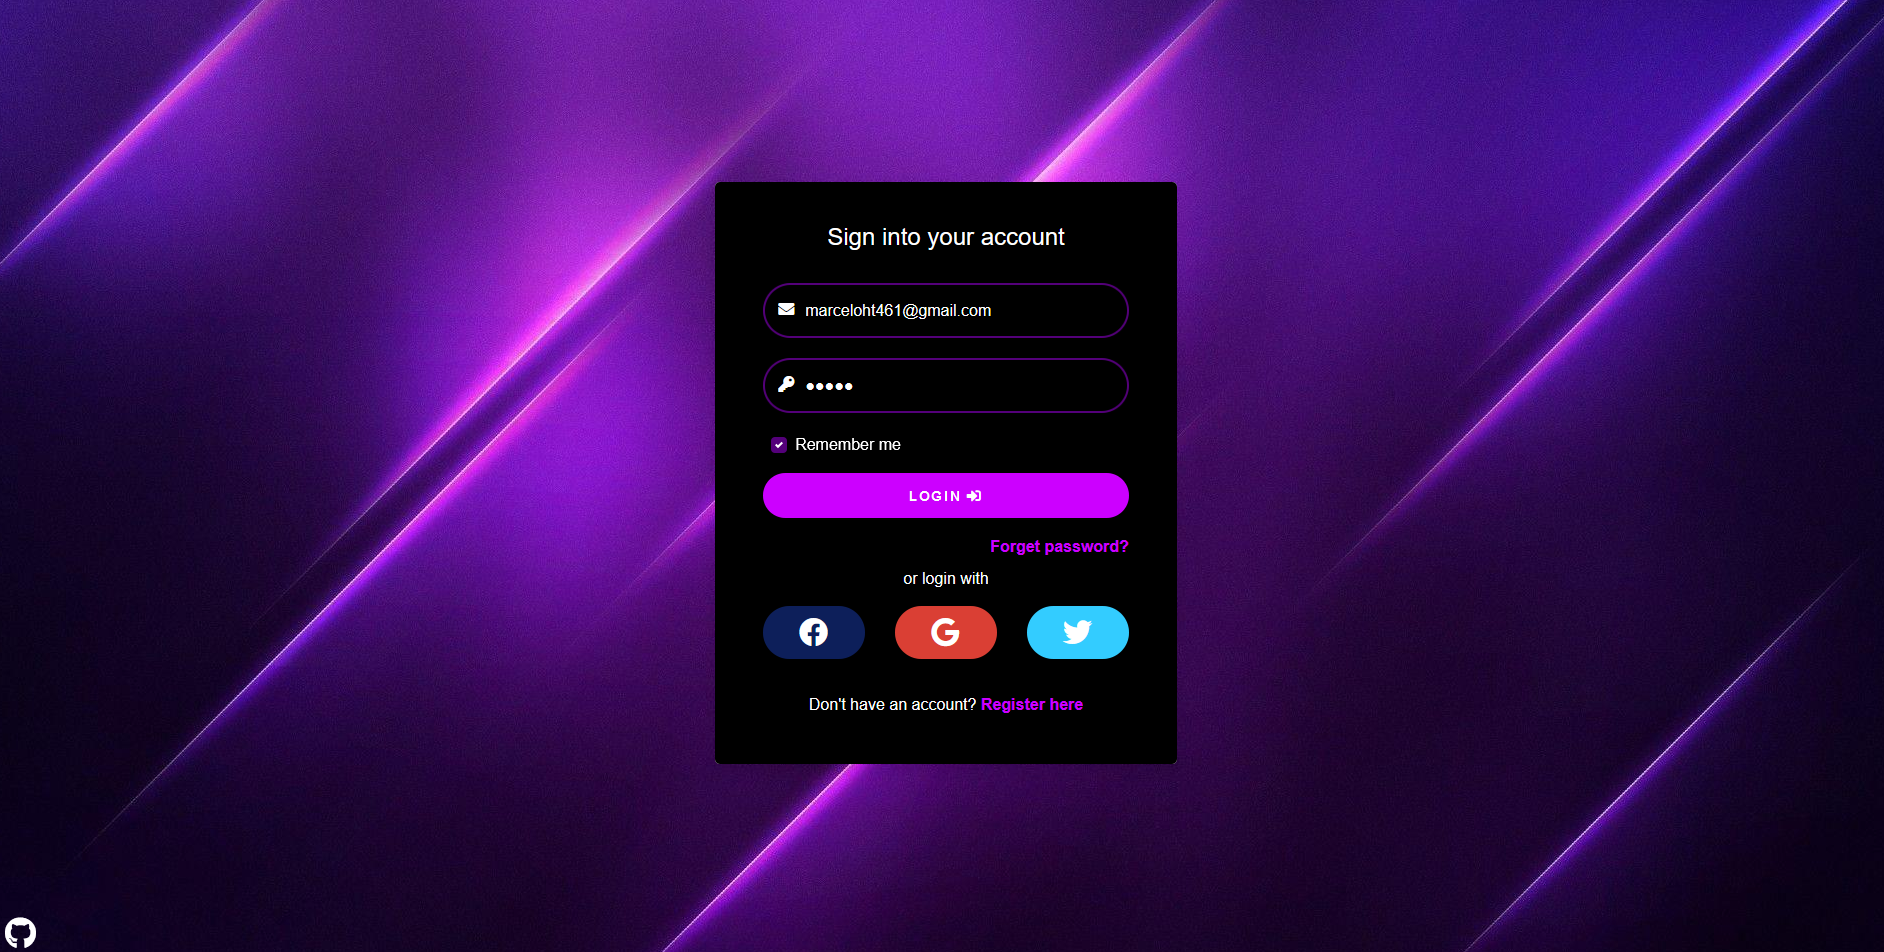 Sign into your account
marceloht461@gmail.com
•••••
Remember me
LOGIN
Forget password?
or login with
Don't have an account? Register here